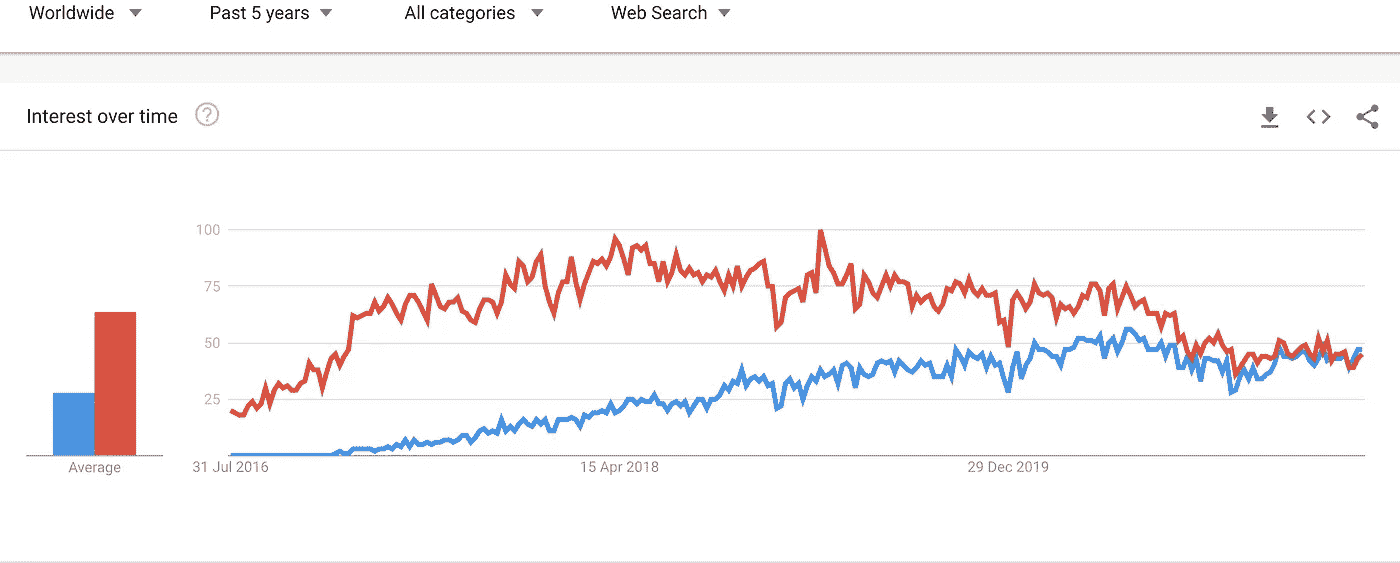 Worldwide Past 5 years All categories Web Search
Interest over time ?
100
75
50
25
Average 31 Jul 2016 15 Apr 2018 29 Dec 2019